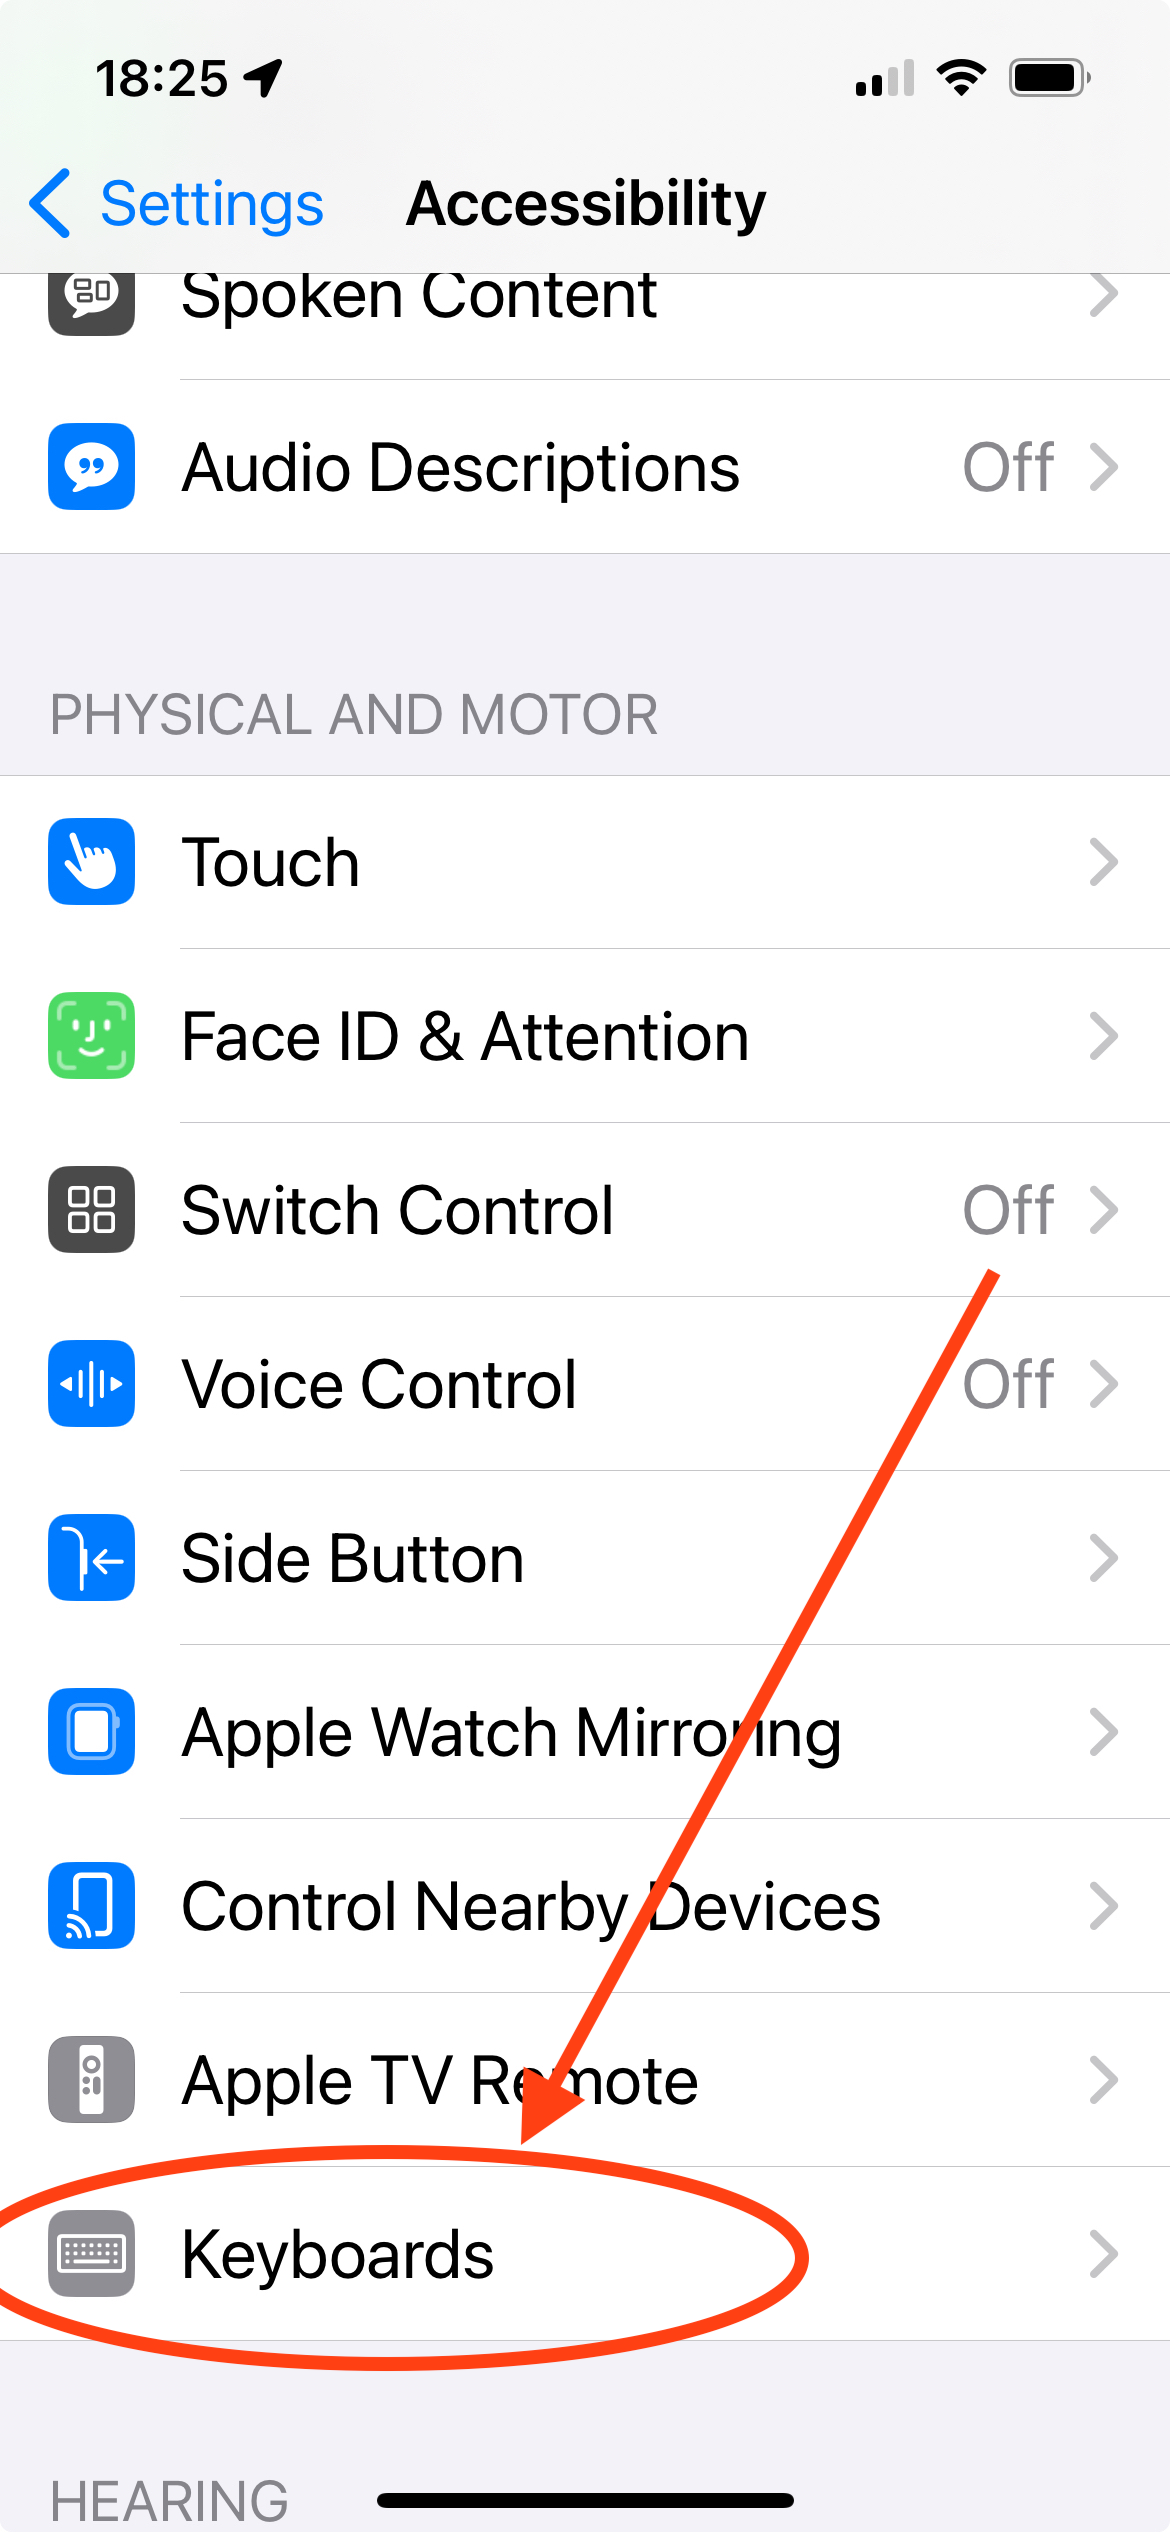 18:25
Settings Accessibility
Spoken Content
Audio Descriptions Off
PHYSICAL AND MOTOR
Touch
Face ID & Attention
Switch Control Off
Voice Control Off
Side Button
Apple Watch Mirroring
Control Nearby Devices
Apple TV Remote
Keyboards
HEARING